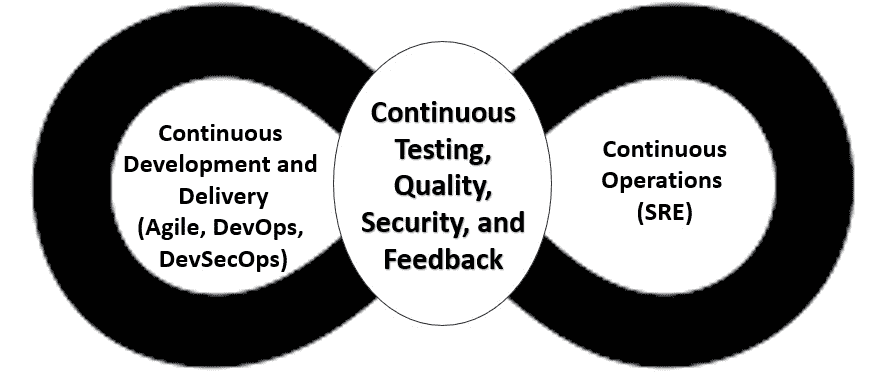 Continuous
Development and
Delivery
(Agile, DevOps,
DevSecOps)
Continuous
Testing,
Quality,
Security, and
Feedback
Continuous
Operations
(SRE)